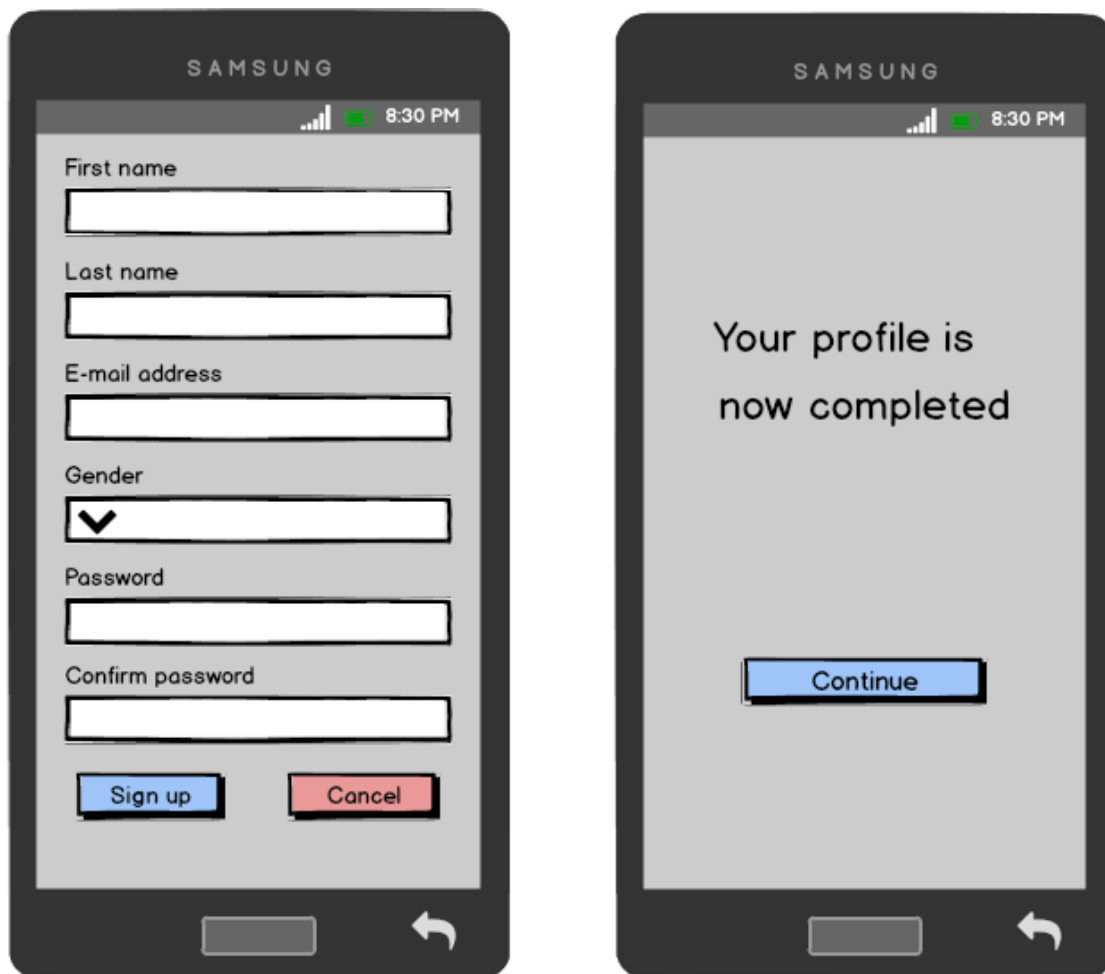 SAMSUNG
8:30 PM
First name
Last name
E-mail address
Gender
Password
Confirm password
Sign up
Cancel
SAMSUNG
8:30 PM
Your profile is
now completed
Continue